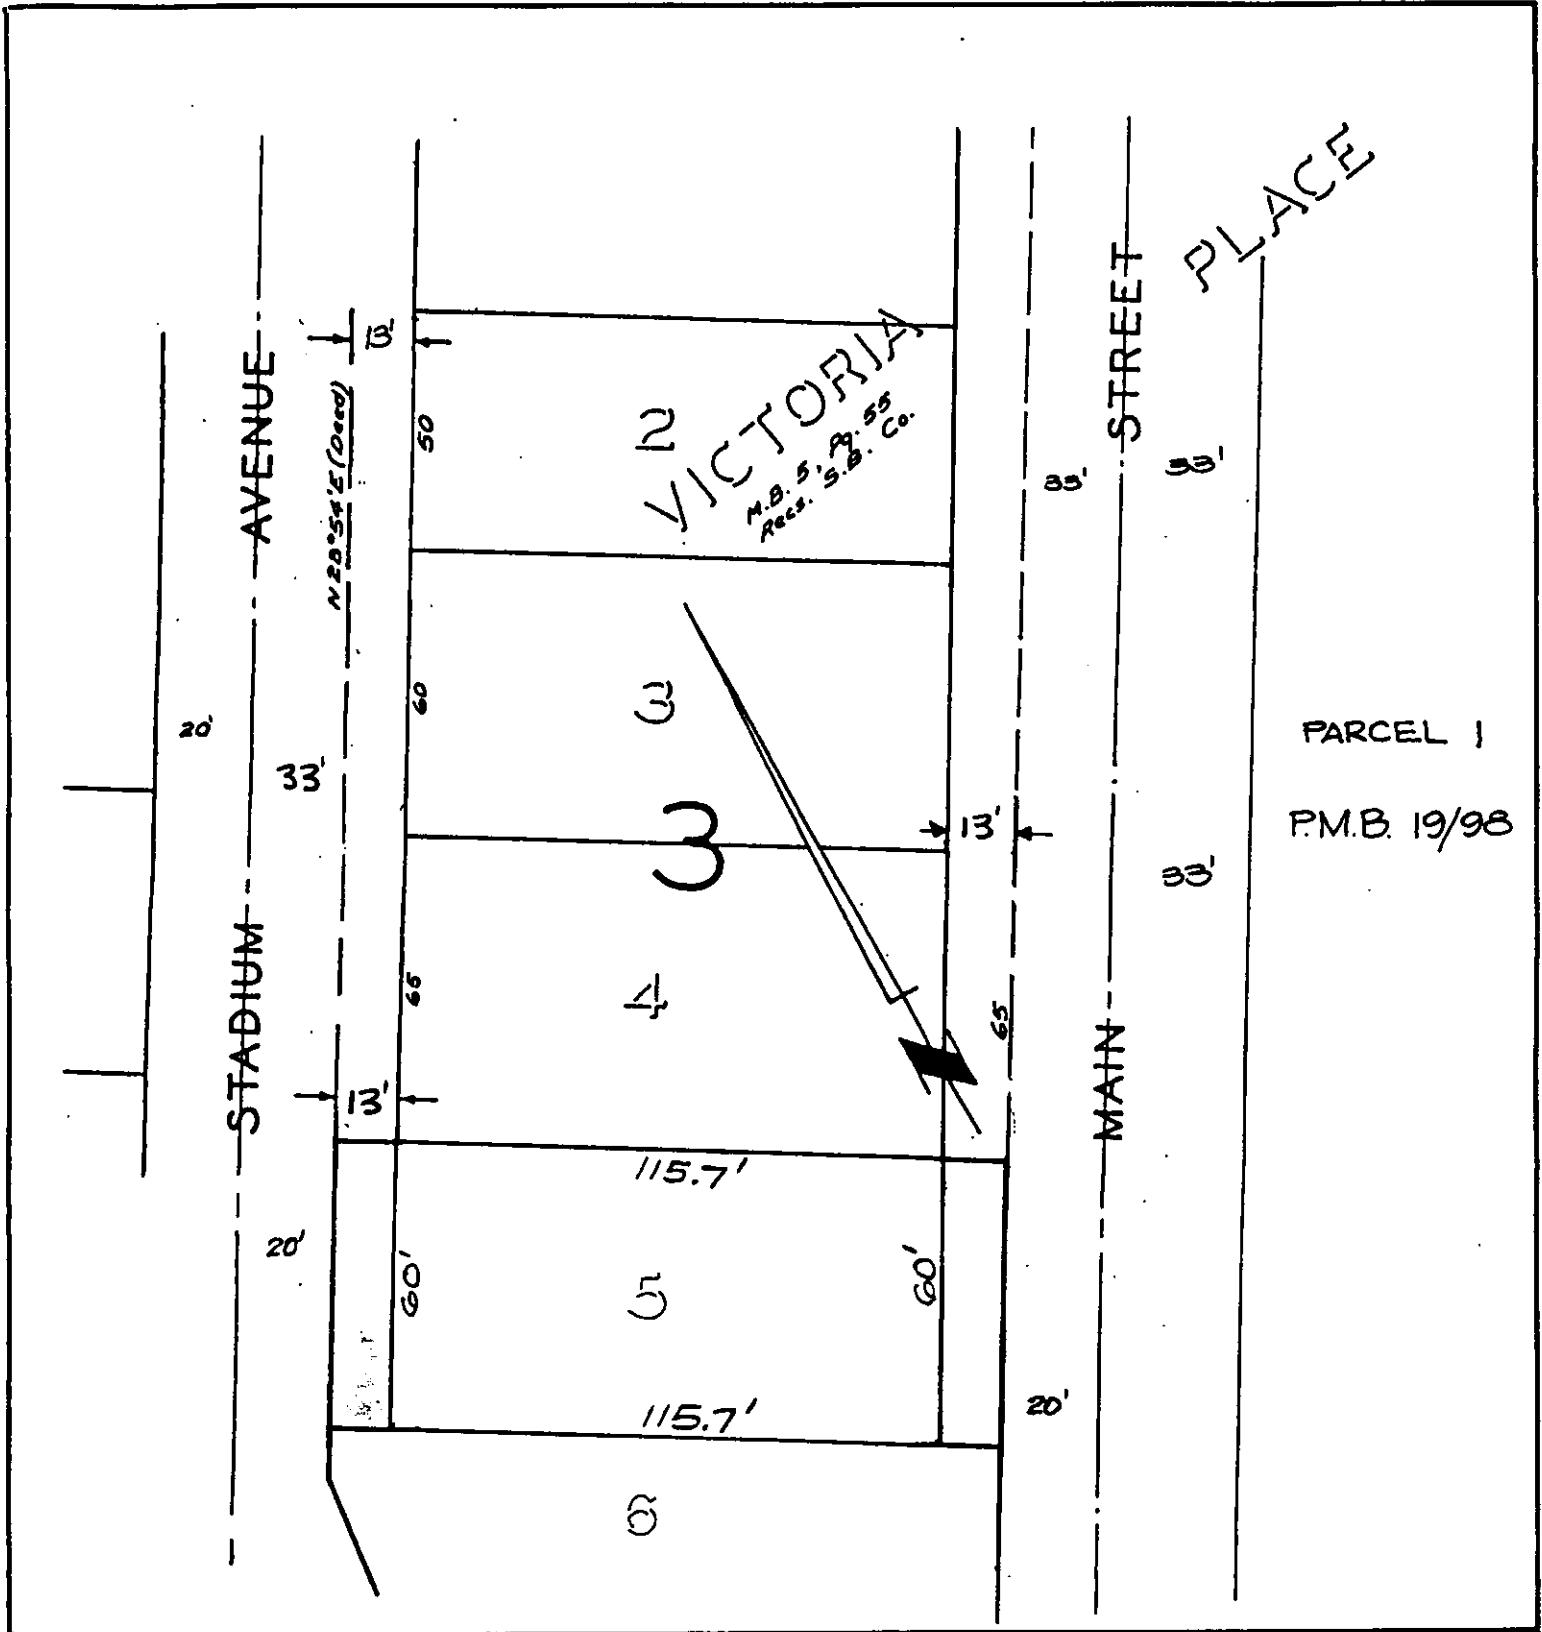 PLACE
STADIUM AVENUE
MAIN STREET
13'
N 28°54'E (Deed)
50
2
VICTORIA
M.B. 5, Pg. 55
Recs. S.B. Co.
33'
33'
20'
33'
60
3
3
13'
33'
PARCEL 1
P.M.B. 19/98
65
4
65
13'
115.7'
20'
60'
5
60'
115.7'
20'
6